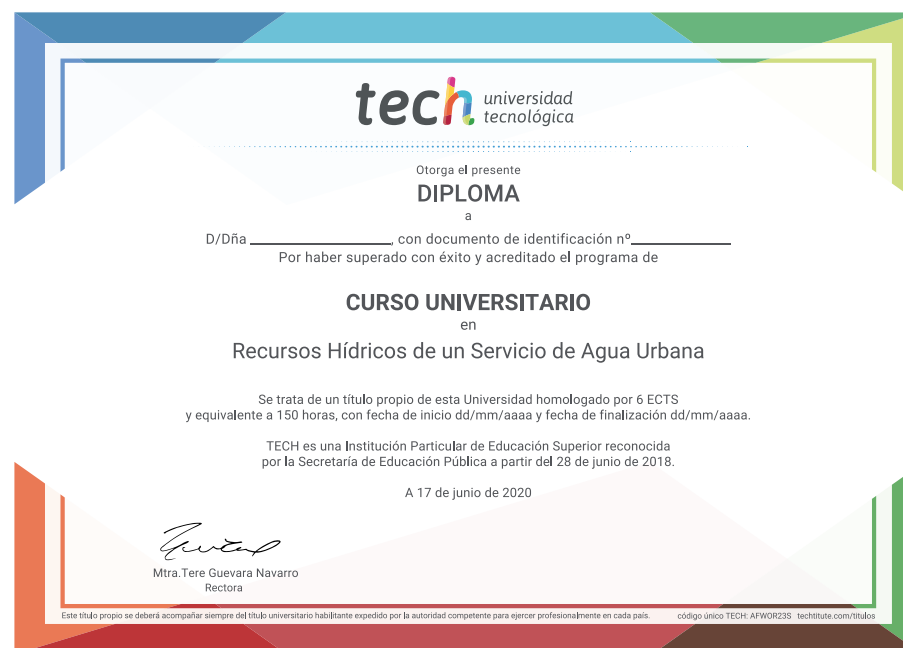 tech universidad
tecnológica
Otorga el presente
DIPLOMA
a
D/Dña ________________, con documento de identificación nº____________
Por haber superado con éxito y acreditado el programa de
CURSO UNIVERSITARIO
en
Recursos Hídricos de un Servicio de Agua Urbana
Se trata de un título propio de esta Universidad homologado por 6 ECTS
y equivalente a 150 horas, con fecha de inicio dd/mm/aaaa y fecha de finalización dd/mm/aaaa.
TECH es una Institución Particular de Educación Superior reconocida
por la Secretaría de Educación Pública a partir del 28 de junio de 2018.
A 17 de junio de 2020
Mtra.Tere Guevara Navarro
Rectora
Este título propio se deberá acompañar siempre del título universitario habilitante expedido por la autoridad competente para ejercer profesionalmente en cada país. código único TECH: AFWOR23S techtitute.com/titulos